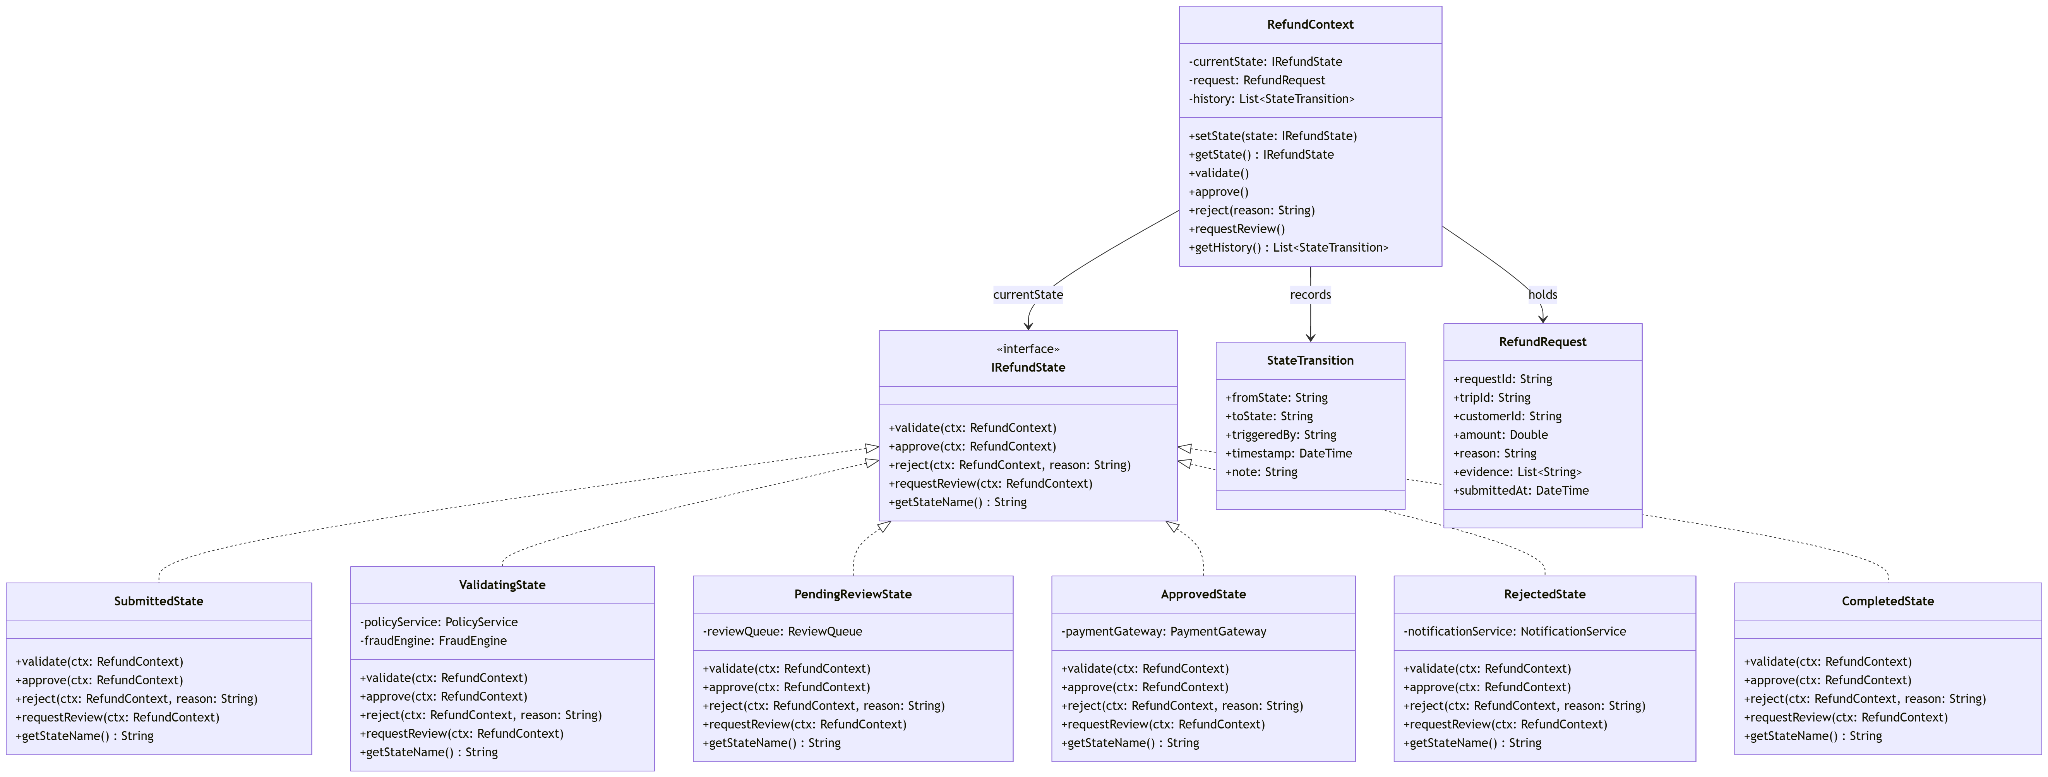 RefundContext
-currentState: IRefundState
-request: RefundRequest
-history: List<StateTransition>
+setState(state: IRefundState)
+getState() : IRefundState
+validate()
+approve()
+reject(reason: String)
+requestReview()
+getHistory() : List<StateTransition>
currentState
records
holds
«interface»
IRefundState
+validate(ctx: RefundContext)
+approve(ctx: RefundContext)
+reject(ctx: RefundContext, reason: String)
+requestReview(ctx: RefundContext)
+getStateName() : String
StateTransition
+fromState: String
+toState: String
+triggeredBy: String
+timestamp: DateTime
+note: String
RefundRequest
+requestId: String
+tripId: String
+customerId: String
+amount: Double
+reason: String
+evidence: List<String>
+submittedAt: DateTime
SubmittedState
+validate(ctx: RefundContext)
+approve(ctx: RefundContext)
+reject(ctx: RefundContext, reason: String)
+requestReview(ctx: RefundContext)
+getStateName() : String
ValidatingState
-policyService: PolicyService
-fraudEngine: FraudEngine
+validate(ctx: RefundContext)
+approve(ctx: RefundContext)
+reject(ctx: RefundContext, reason: String)
+requestReview(ctx: RefundContext)
+getStateName() : String
PendingReviewState
-reviewQueue: ReviewQueue
+validate(ctx: RefundContext)
+approve(ctx: RefundContext)
+reject(ctx: RefundContext, reason: String)
+requestReview(ctx: RefundContext)
+getStateName() : String
ApprovedState
-paymentGateway: PaymentGateway
+validate(ctx: RefundContext)
+approve(ctx: RefundContext)
+reject(ctx: RefundContext, reason: String)
+requestReview(ctx: RefundContext)
+getStateName() : String
RejectedState
-notificationService: NotificationService
+validate(ctx: RefundContext)
+approve(ctx: RefundContext)
+reject(ctx: RefundContext, reason: String)
+requestReview(ctx: RefundContext)
+getStateName() : String
CompletedState
+validate(ctx: RefundContext)
+approve(ctx: RefundContext)
+reject(ctx: RefundContext, reason: String)
+requestReview(ctx: RefundContext)
+getStateName() : String